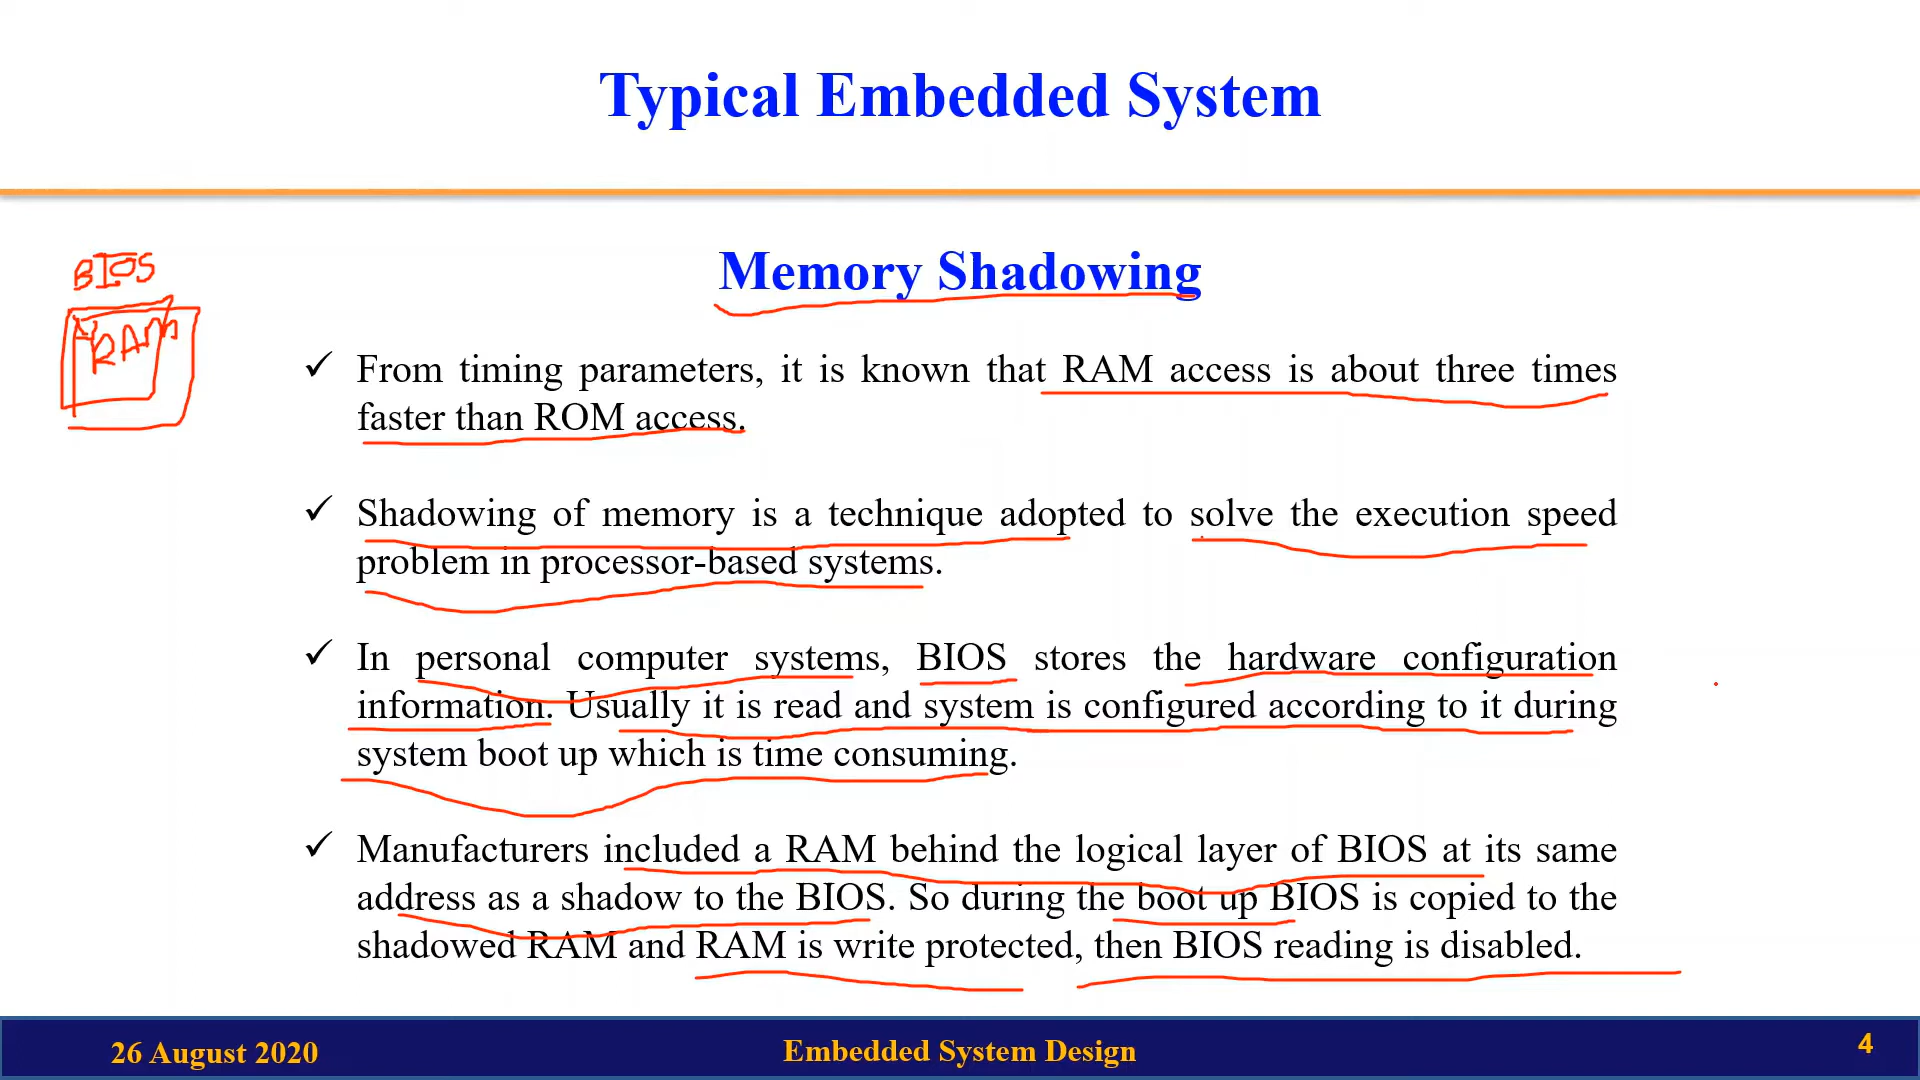 Typical Embedded System
BIOS
RAM
Memory Shadowing
✓ From timing parameters, it is known that RAM access is about three times
faster than ROM access.
✓ Shadowing of memory is a technique adopted to solve the execution speed
problem in processor-based systems.
✓ In personal computer systems, BIOS stores the hardware configuration
information. Usually it is read and system is configured according to it during
system boot up which is time consuming.
✓ Manufacturers included a RAM behind the logical layer of BIOS at its same
address as a shadow to the BIOS. So during the boot up BIOS is copied to the
shadowed RAM and RAM is write protected, then BIOS reading is disabled.
26 August 2020
Embedded System Design
4